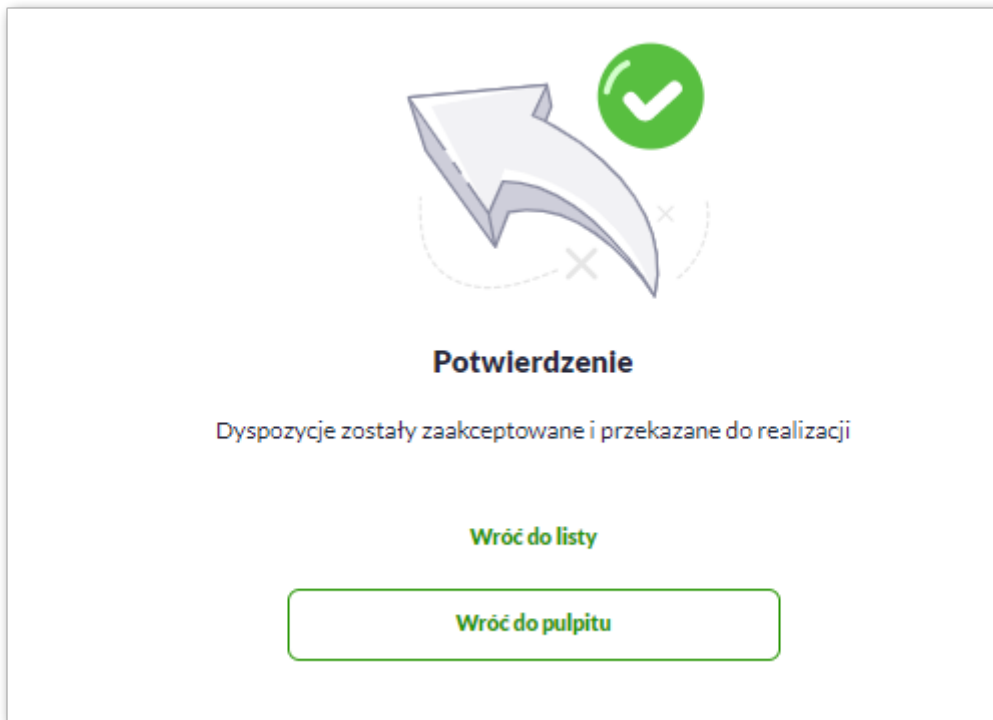 Potwierdzenie
Dyspozycje zostały zaakceptowane i przekazane do realizacji
Wróć do listy
Wróć do pulpitu